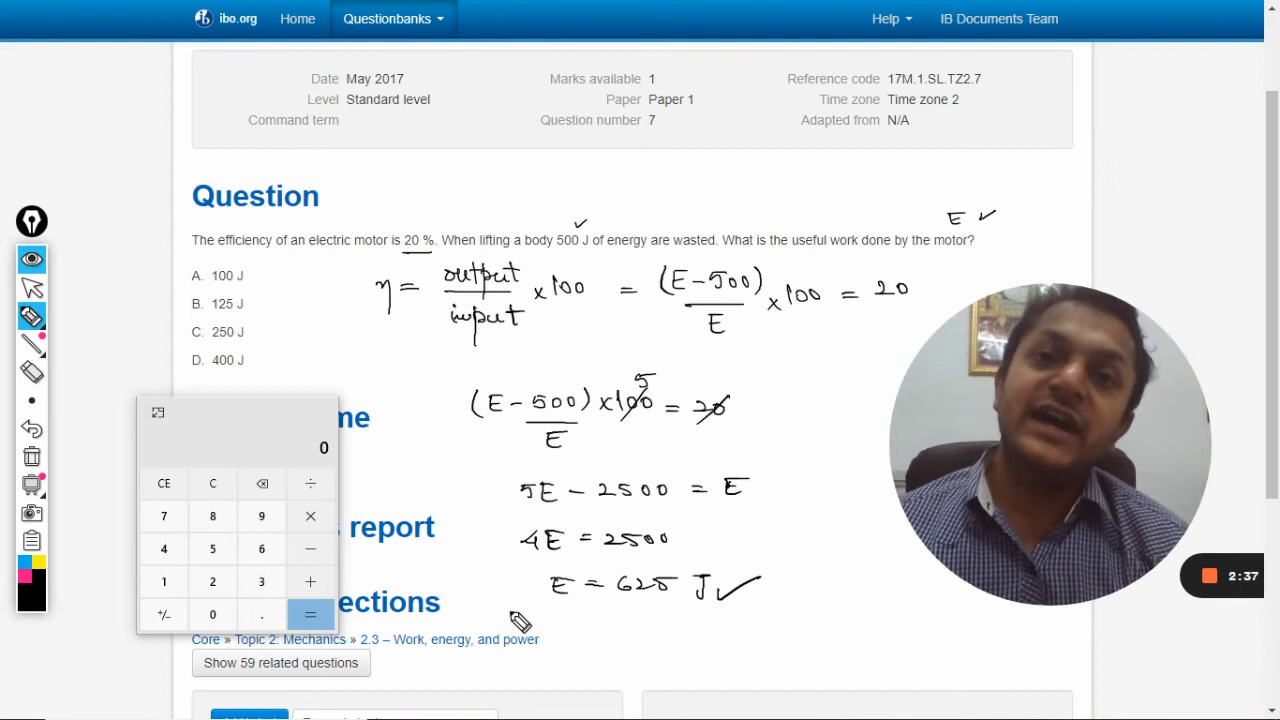 ibo.org Home Questionbanks Help IB Documents Team
Date May 2017 Marks available 1 Reference code 17M.1.SL.TZ2.7
Level Standard level Paper Paper 1 Time zone Time zone 2
Command term Question number 7 Adapted from N/A
Question
E ✓
✓
The efficiency of an electric motor is 20 %. When lifting a body 500 J of energy are wasted. What is the useful work done by the motor?
A. 100 J
B. 125 J
C. 250 J
D. 400 J
η = output / input × 100 = (E − 500) / E × 100 = 20
(E − 500) × 100 / E = 20
5
5E − 2500 = E
4E = 2500
E = 625 J ✓
me
s report
ections
0
CE C ⌫ ÷
7 8 9 ×
4 5 6 −
1 2 3 +
+/− 0 . =
2:37
Core » Topic 2: Mechanics » 2.3 – Work, energy, and power
Show 59 related questions